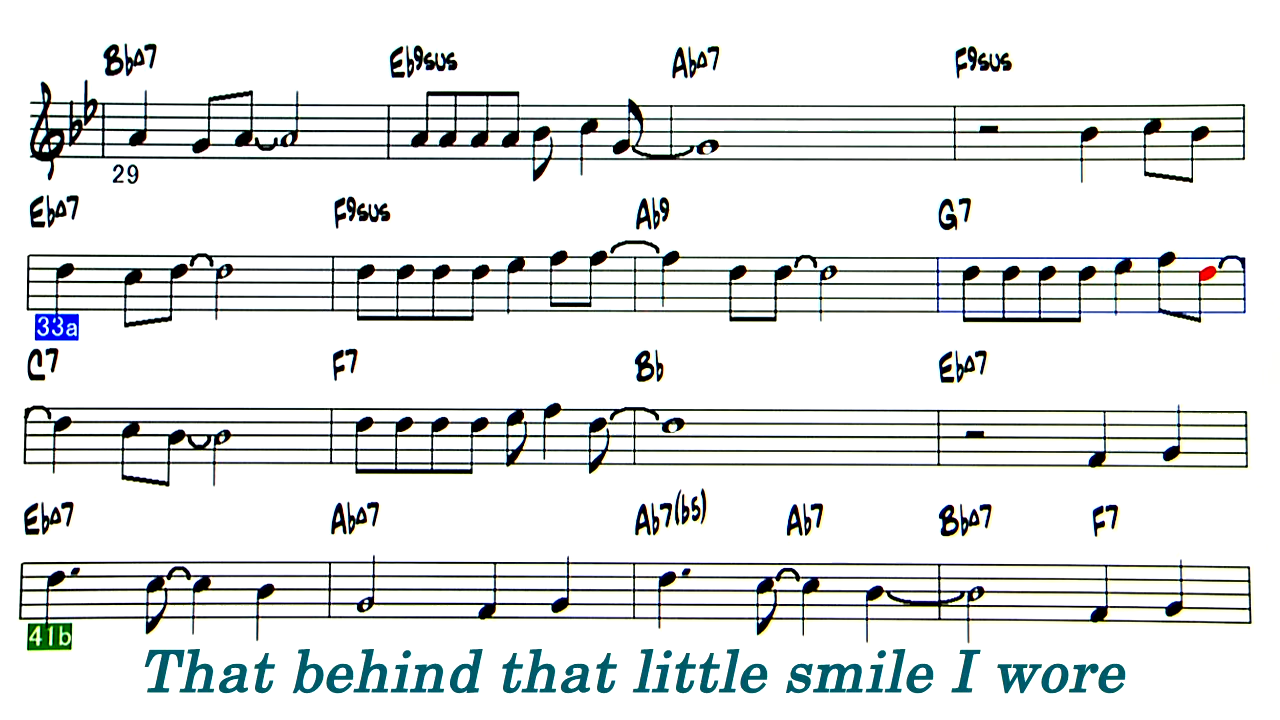 Bb△7 Eb9sus Ab△7 F9sus
29
Eb△7 F9sus Ab9 G7
33a
C7 F7 Bb Eb△7
Eb△7 Ab△7 Ab7(b5) Ab7 Bb△7 F7
41b
That behind that little smile I wore